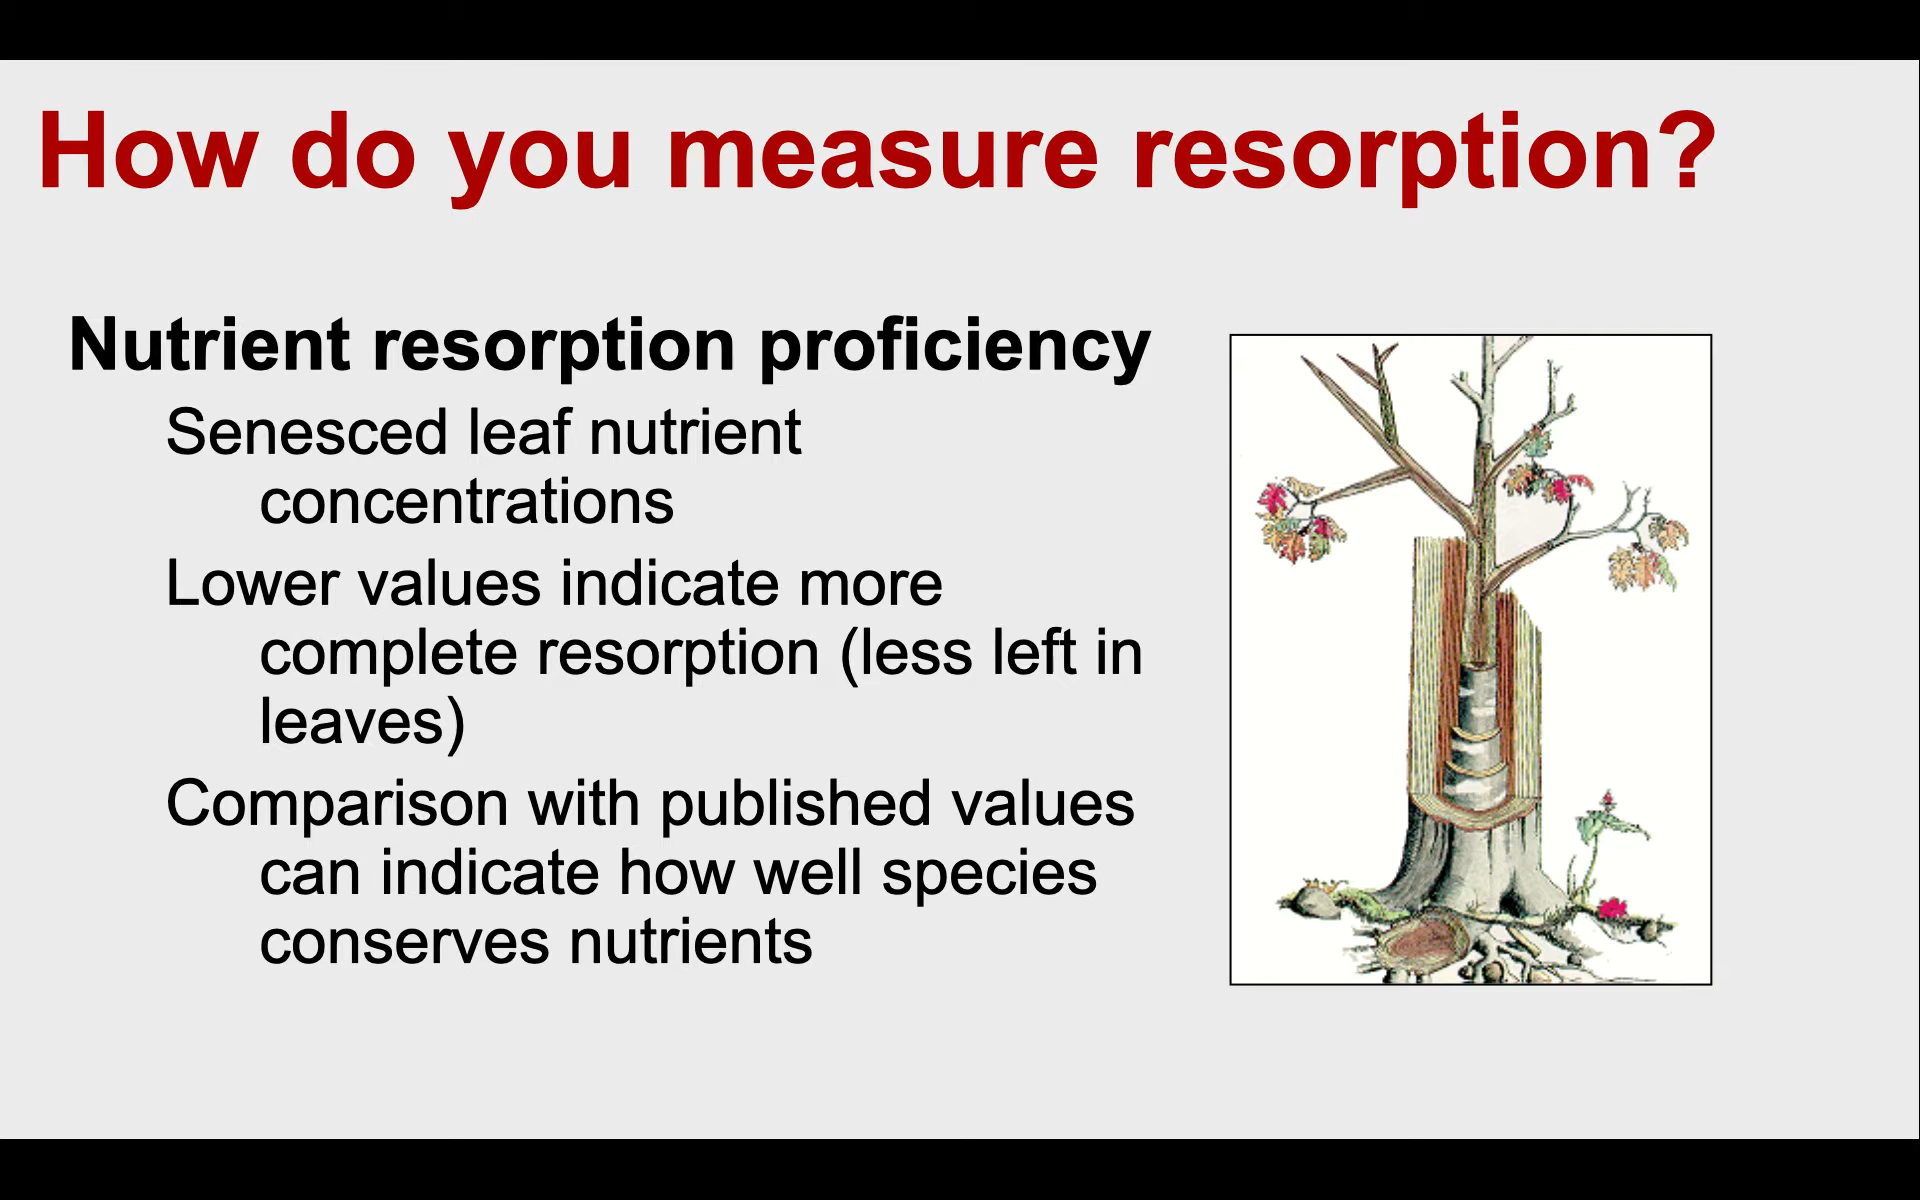 How do you measure resorption?
Nutrient resorption proficiency
Senesced leaf nutrient
concentrations
Lower values indicate more
complete resorption (less left in
leaves)
Comparison with published values
can indicate how well species
conserves nutrients